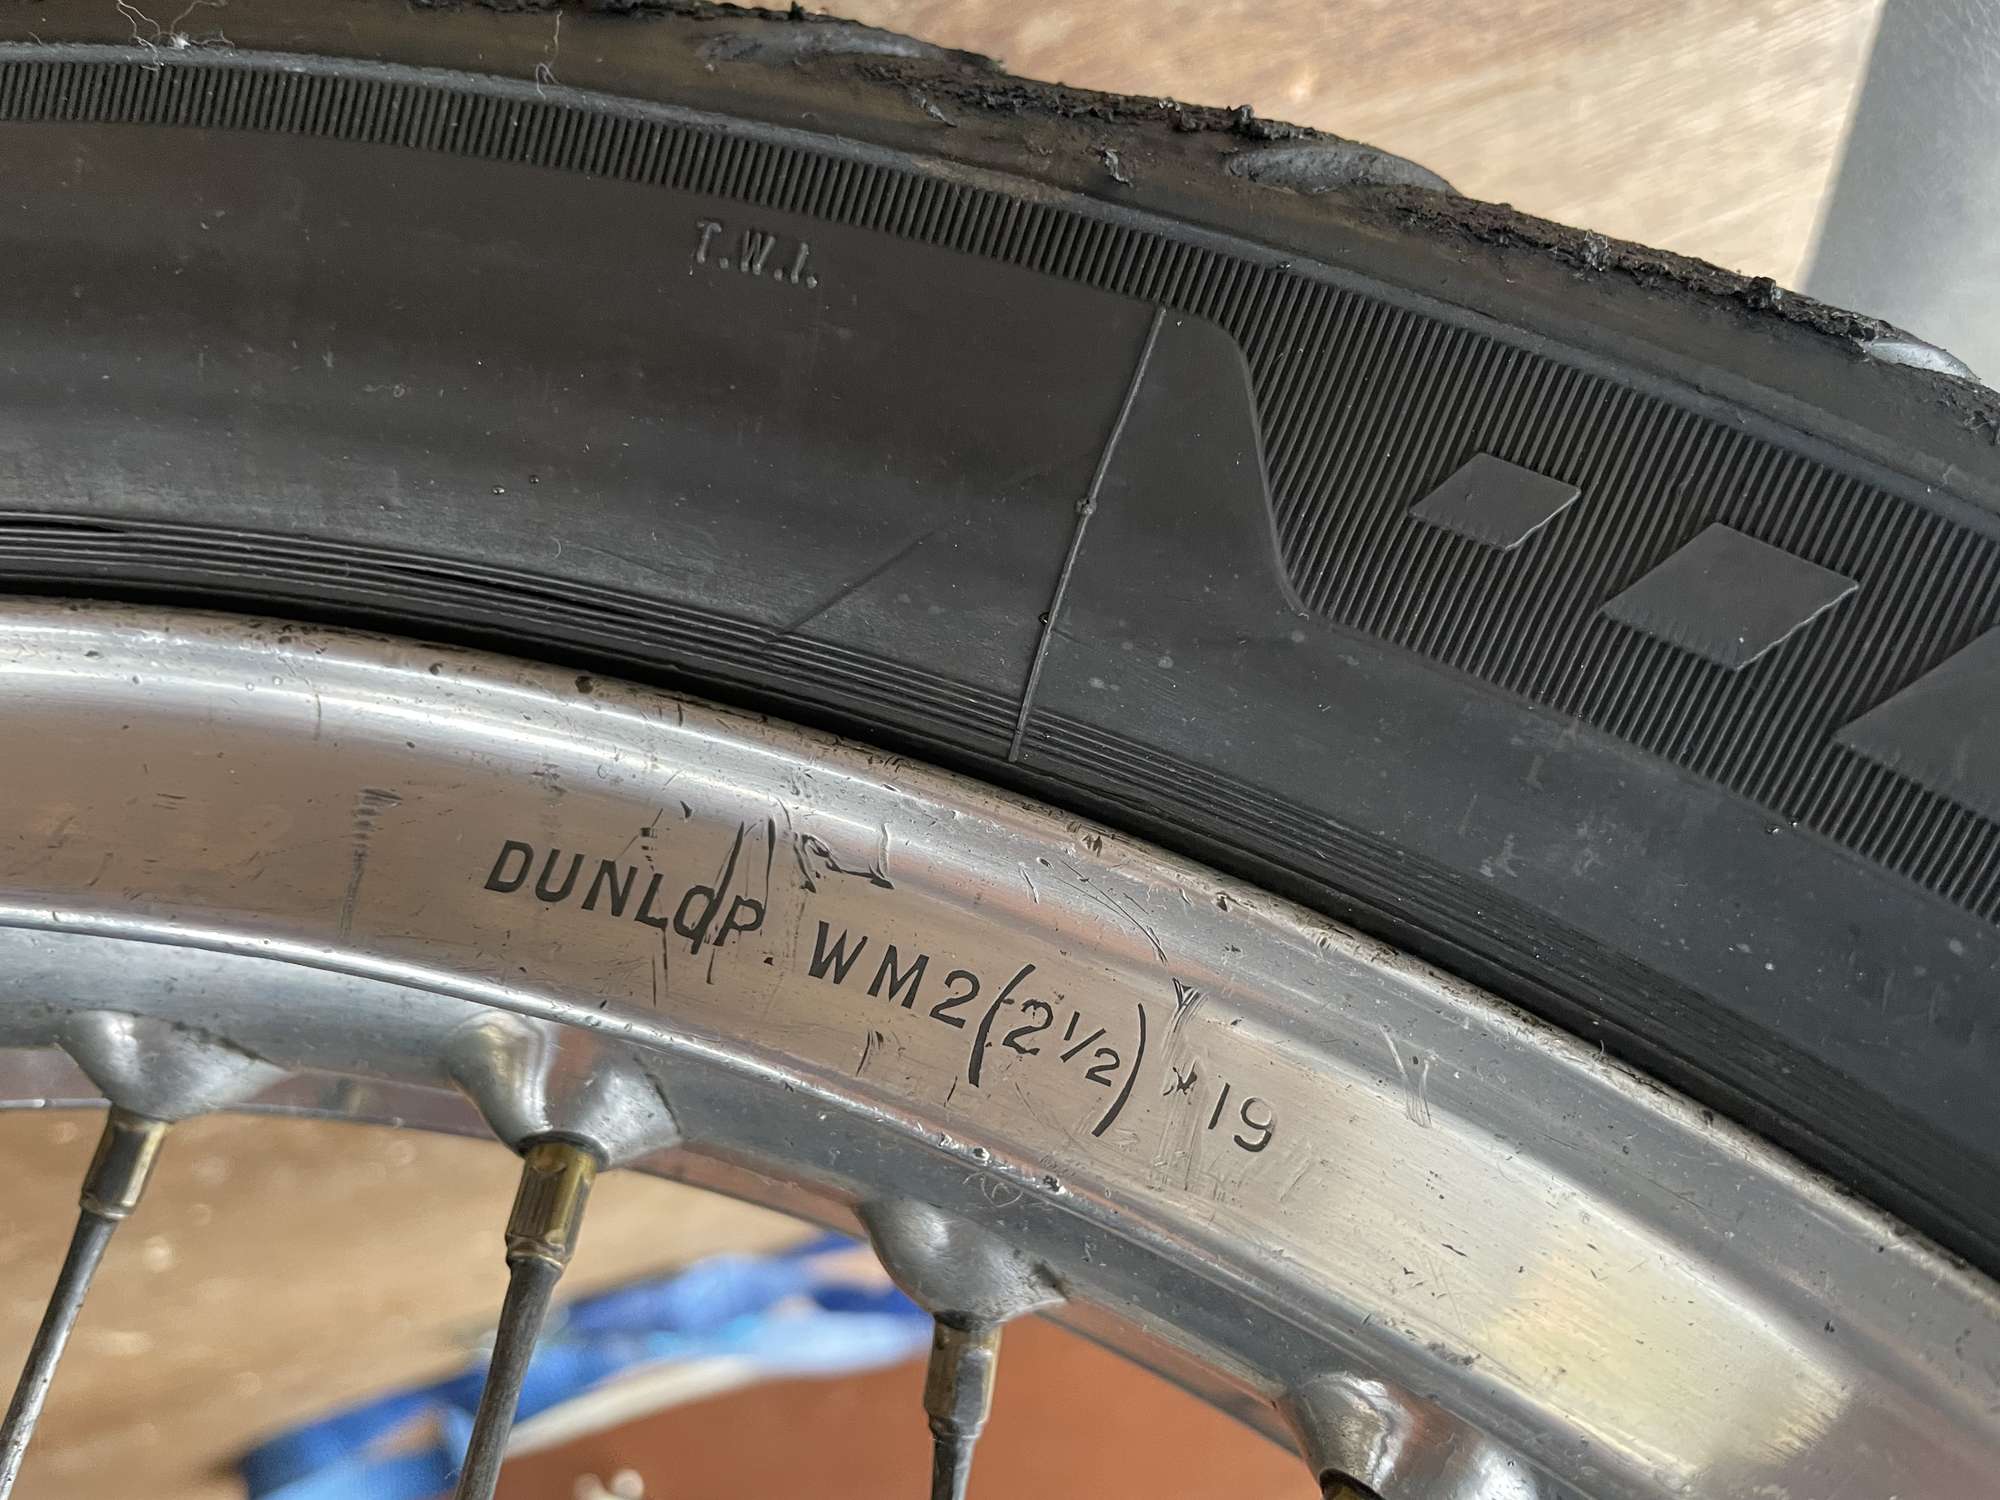 T.W.I.
DUNLOP WM2(2½) × 19